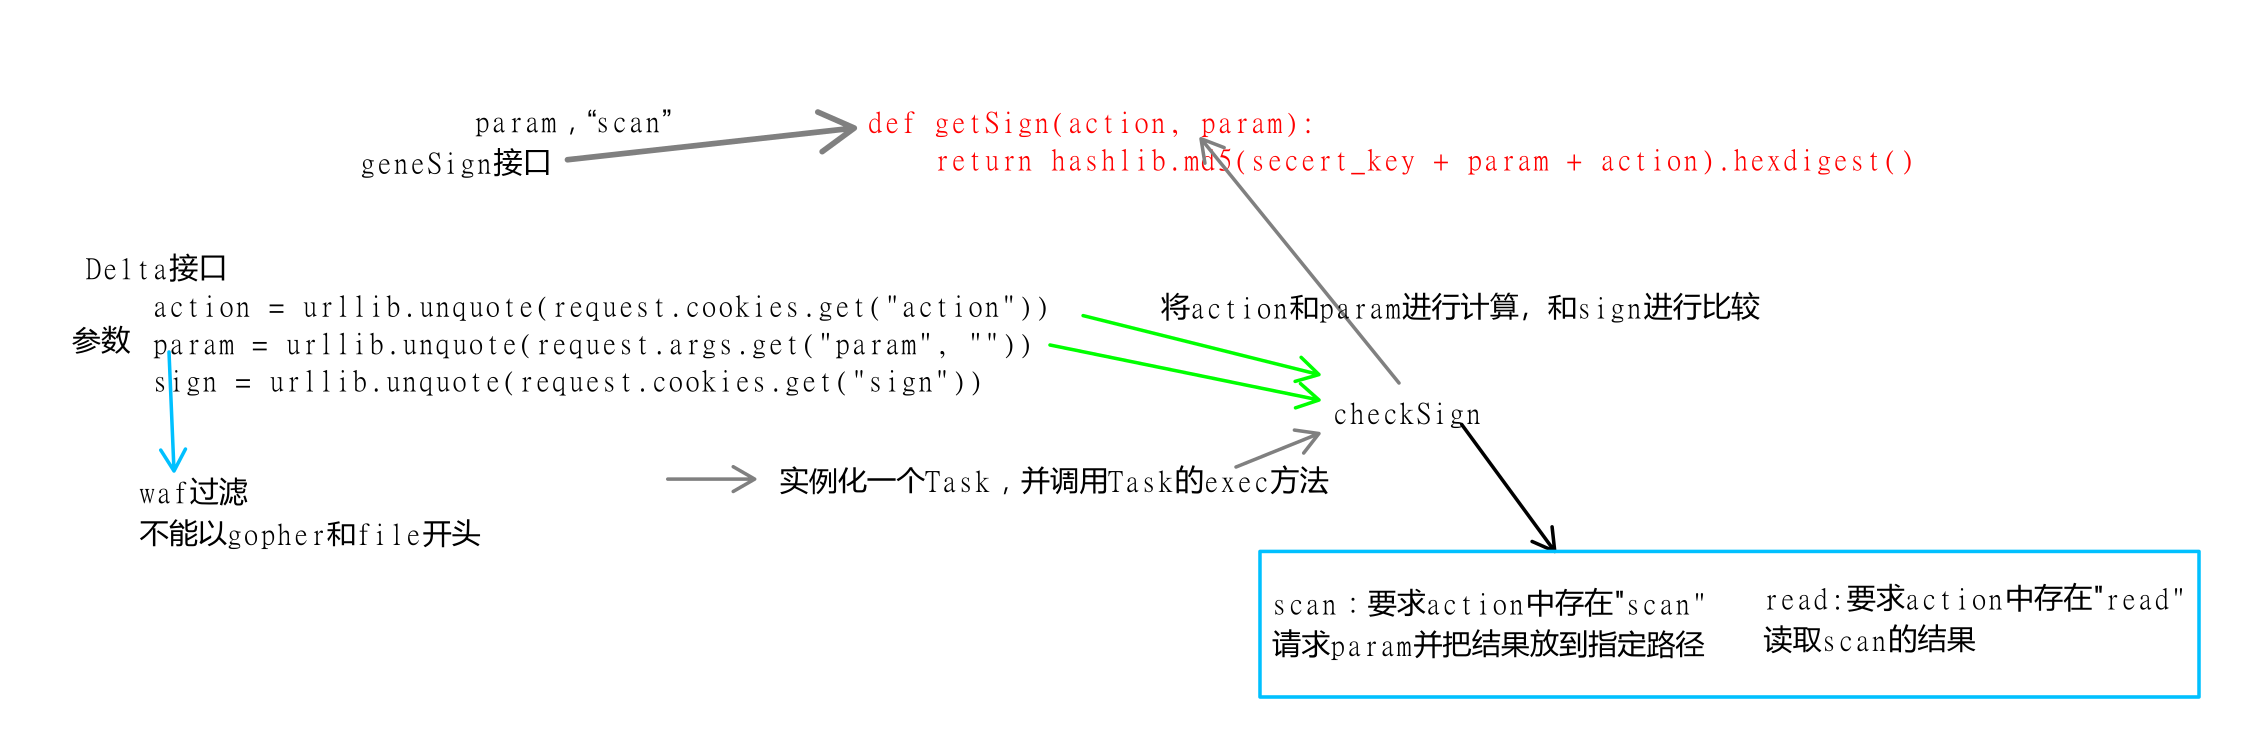 param ,“scan”
geneSign接口
def getSign(action, param):
return hashlib.md5(secert_key + param + action).hexdigest()
Delta接口
action = urllib.unquote(request.cookies.get("action"))
参数
param = urllib.unquote(request.args.get("param", ""))
sign = urllib.unquote(request.cookies.get("sign"))
将action和param进行计算，和sign进行比较
checkSign
waf过滤
不能以gopher和file开头
实例化一个Task，并调用Task的exec方法
scan：要求action中存在"scan"
请求param并把结果放到指定路径
read:要求action中存在"read"
读取scan的结果